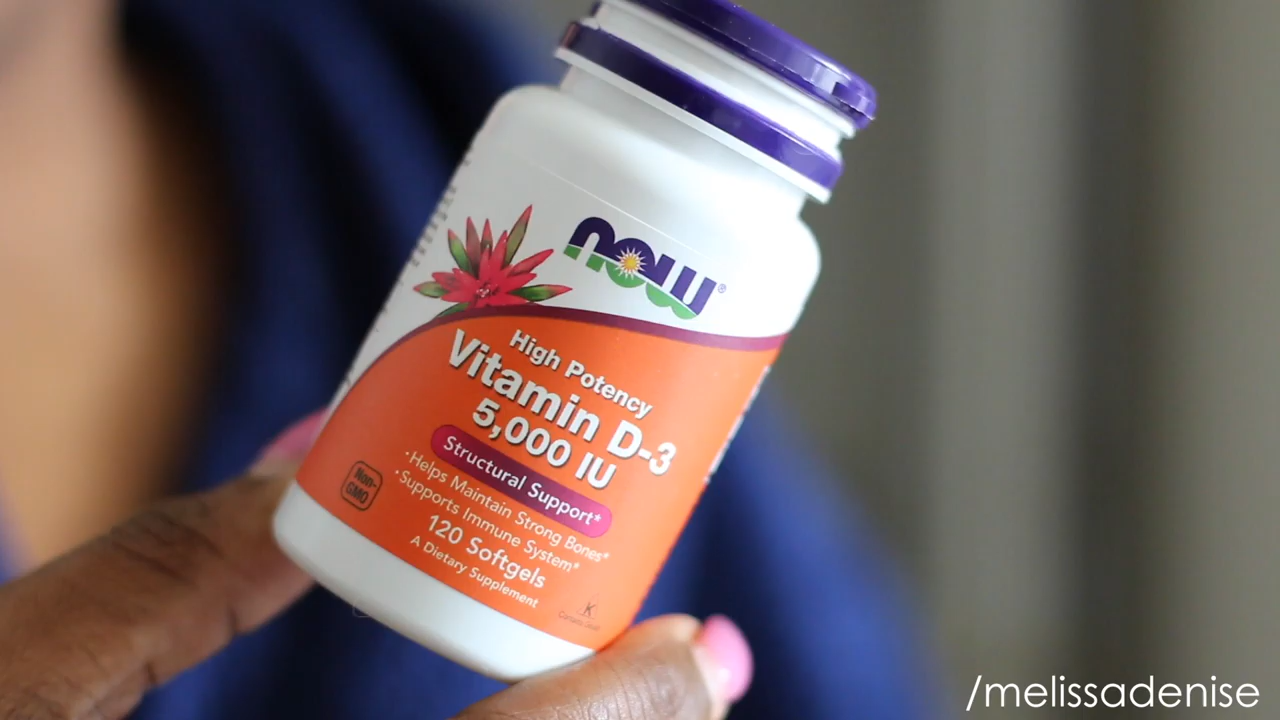 now®
High Potency
Vitamin D-3
5,000 IU
Structural Support*
•Helps Maintain Strong Bones*
•Supports Immune System*
120 Softgels
A Dietary Supplement
Non-
GMO
K
/melissadenise